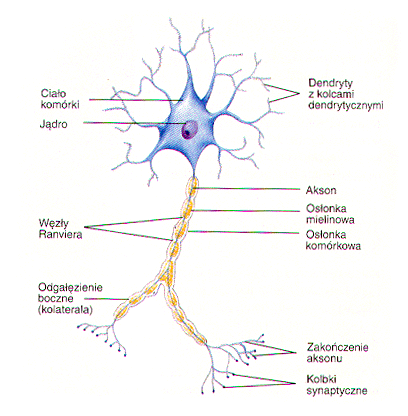 Ciało
komórki
Jądro
Dendryty
z kolcami
dendrytycznymi
Akson
Osłonka
mielinowa
Osłonka
komórkowa
Węzły
Ranviera
Odgałęzienie
boczne
(kolaterala)
Zakończenie
aksonu
Kolbki
synaptyczne